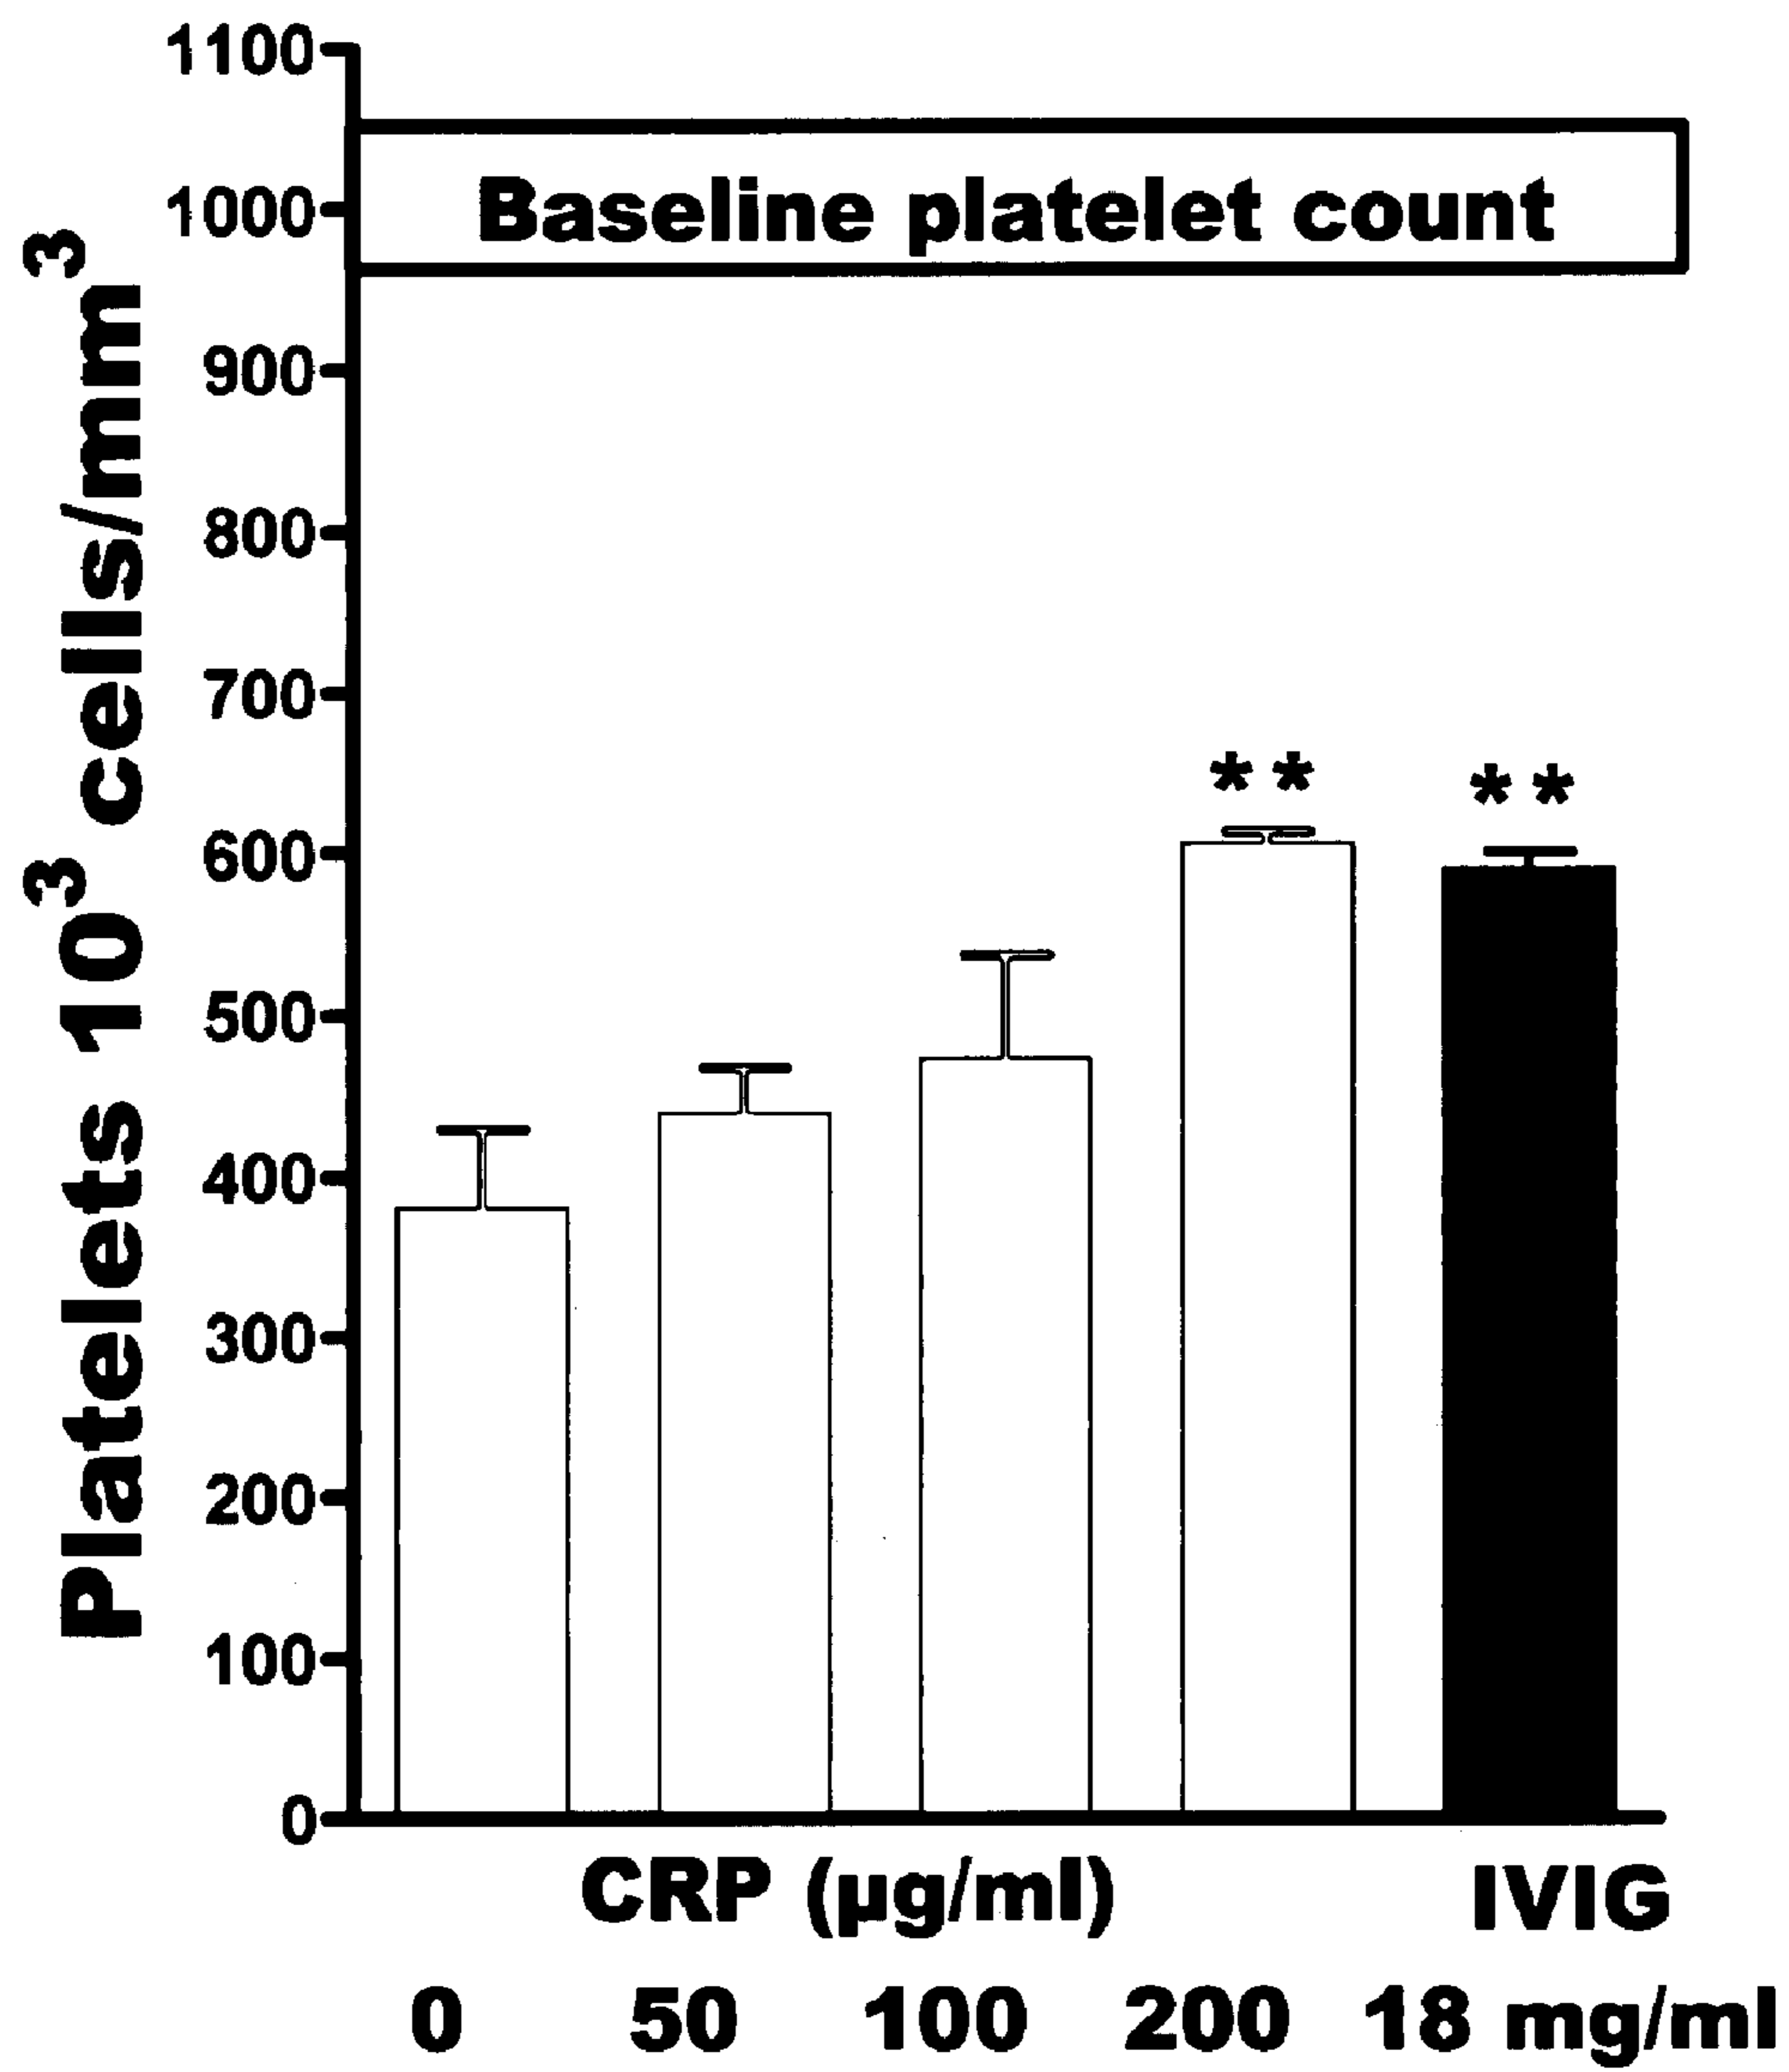 Platelets 10³ cells/mm³
1100
1000
900
800
700
600
500
400
300
200
100
0
Baseline platelet count
**
**
CRP (µg/ml)
IVIG
0 50 100 200 18 mg/ml